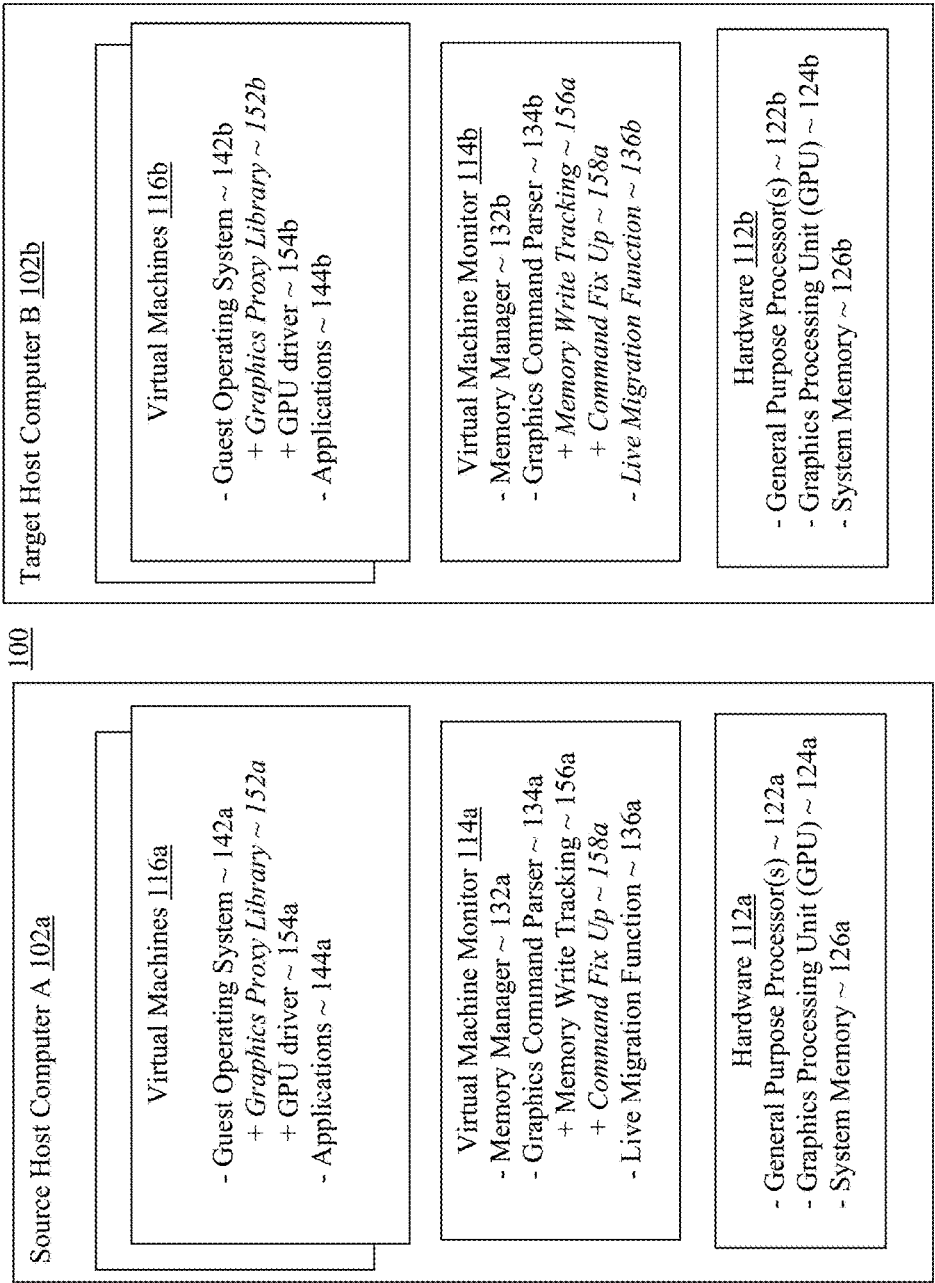 100
Source Host Computer A 102a
Virtual Machines 116a
- Guest Operating System ~ 142a
+ Graphics Proxy Library ~ 152a
+ GPU driver ~ 154a
- Applications ~ 144a
Virtual Machine Monitor 114a
- Memory Manager ~ 132a
- Graphics Command Parser ~ 134a
+ Memory Write Tracking ~ 156a
+ Command Fix Up ~ 158a
- Live Migration Function ~ 136a
Hardware 112a
- General Purpose Processor(s) ~ 122a
- Graphics Processing Unit (GPU) ~ 124a
- System Memory ~ 126a
Target Host Computer B 102b
Virtual Machines 116b
- Guest Operating System ~ 142b
+ Graphics Proxy Library ~ 152b
+ GPU driver ~ 154b
- Applications ~ 144b
Virtual Machine Monitor 114b
- Memory Manager ~ 132b
- Graphics Command Parser ~ 134b
+ Memory Write Tracking ~ 156a
+ Command Fix Up ~ 158a
- Live Migration Function ~ 136b
Hardware 112b
- General Purpose Processor(s) ~ 122b
- Graphics Processing Unit (GPU) ~ 124b
- System Memory ~ 126b